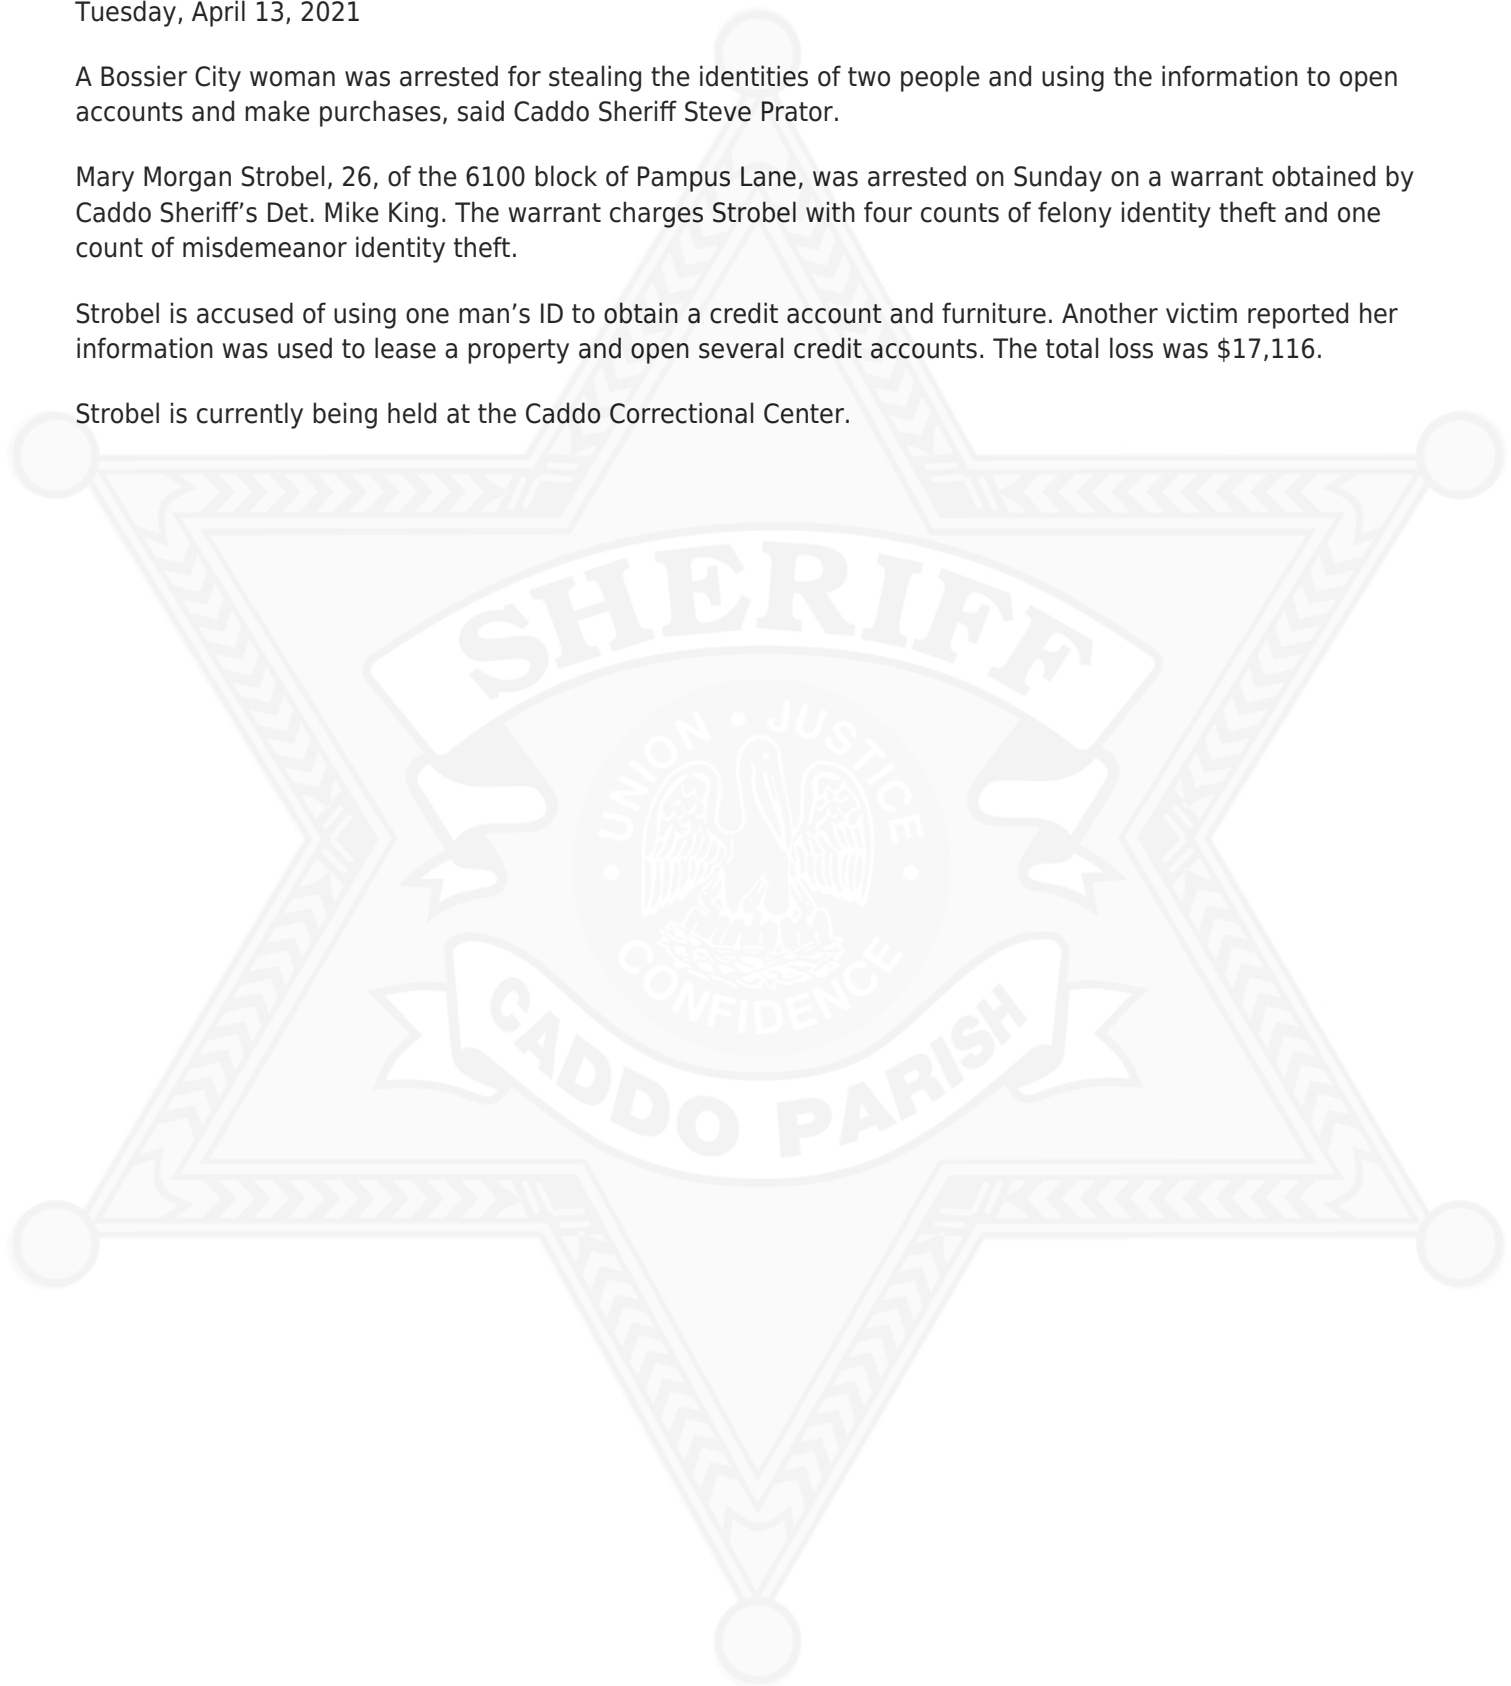 Tuesday, April 13, 2021
A Bossier City woman was arrested for stealing the identities of two people and using the information to open
accounts and make purchases, said Caddo Sheriff Steve Prator.
Mary Morgan Strobel, 26, of the 6100 block of Pampus Lane, was arrested on Sunday on a warrant obtained by
Caddo Sheriff’s Det. Mike King. The warrant charges Strobel with four counts of felony identity theft and one
count of misdemeanor identity theft.
Strobel is accused of using one man’s ID to obtain a credit account and furniture. Another victim reported her
information was used to lease a property and open several credit accounts. The total loss was $17,116.
Strobel is currently being held at the Caddo Correctional Center.
SHERIFF
UNION • JUSTICE
• CONFIDENCE •
CADDO PARISH